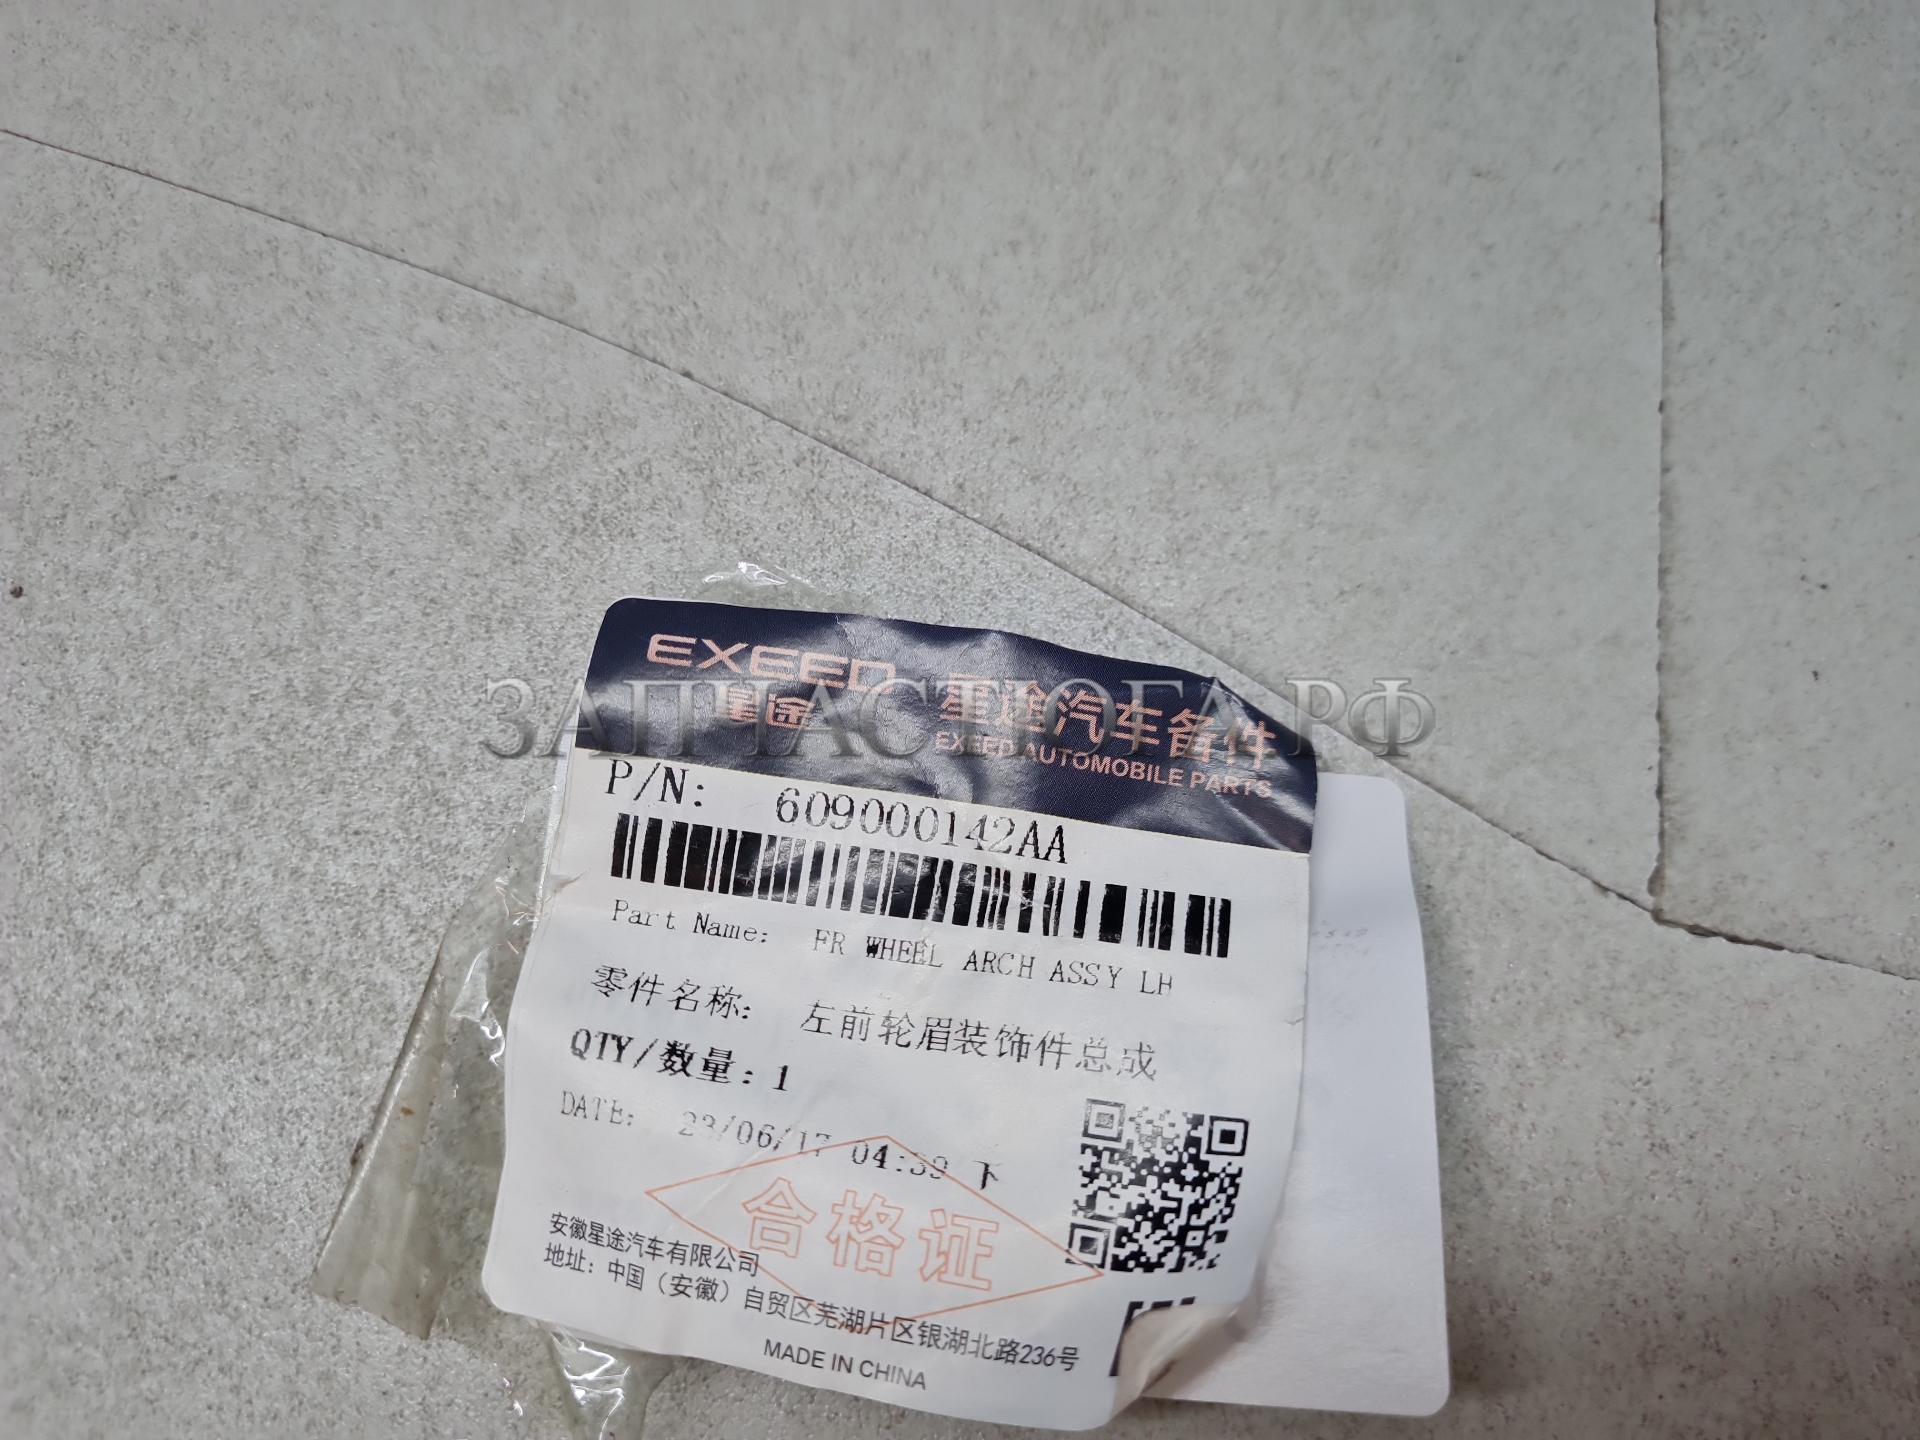 EXEED
星途
星途汽车备件
EXEED AUTOMOBILE PARTS
ЗАПЧАСТЮГА.РФ
P/N: 609000142AA
Part Name: FR WHEEL ARCH ASSY LH
零件名称: 左前轮眉装饰件总成
QTY/数量: 1
DATE: 23/06/17 04:39 下
合格证
安徽星途汽车有限公司
地址：中国（安徽）自贸区芜湖片区银湖北路236号
MADE IN CHINA